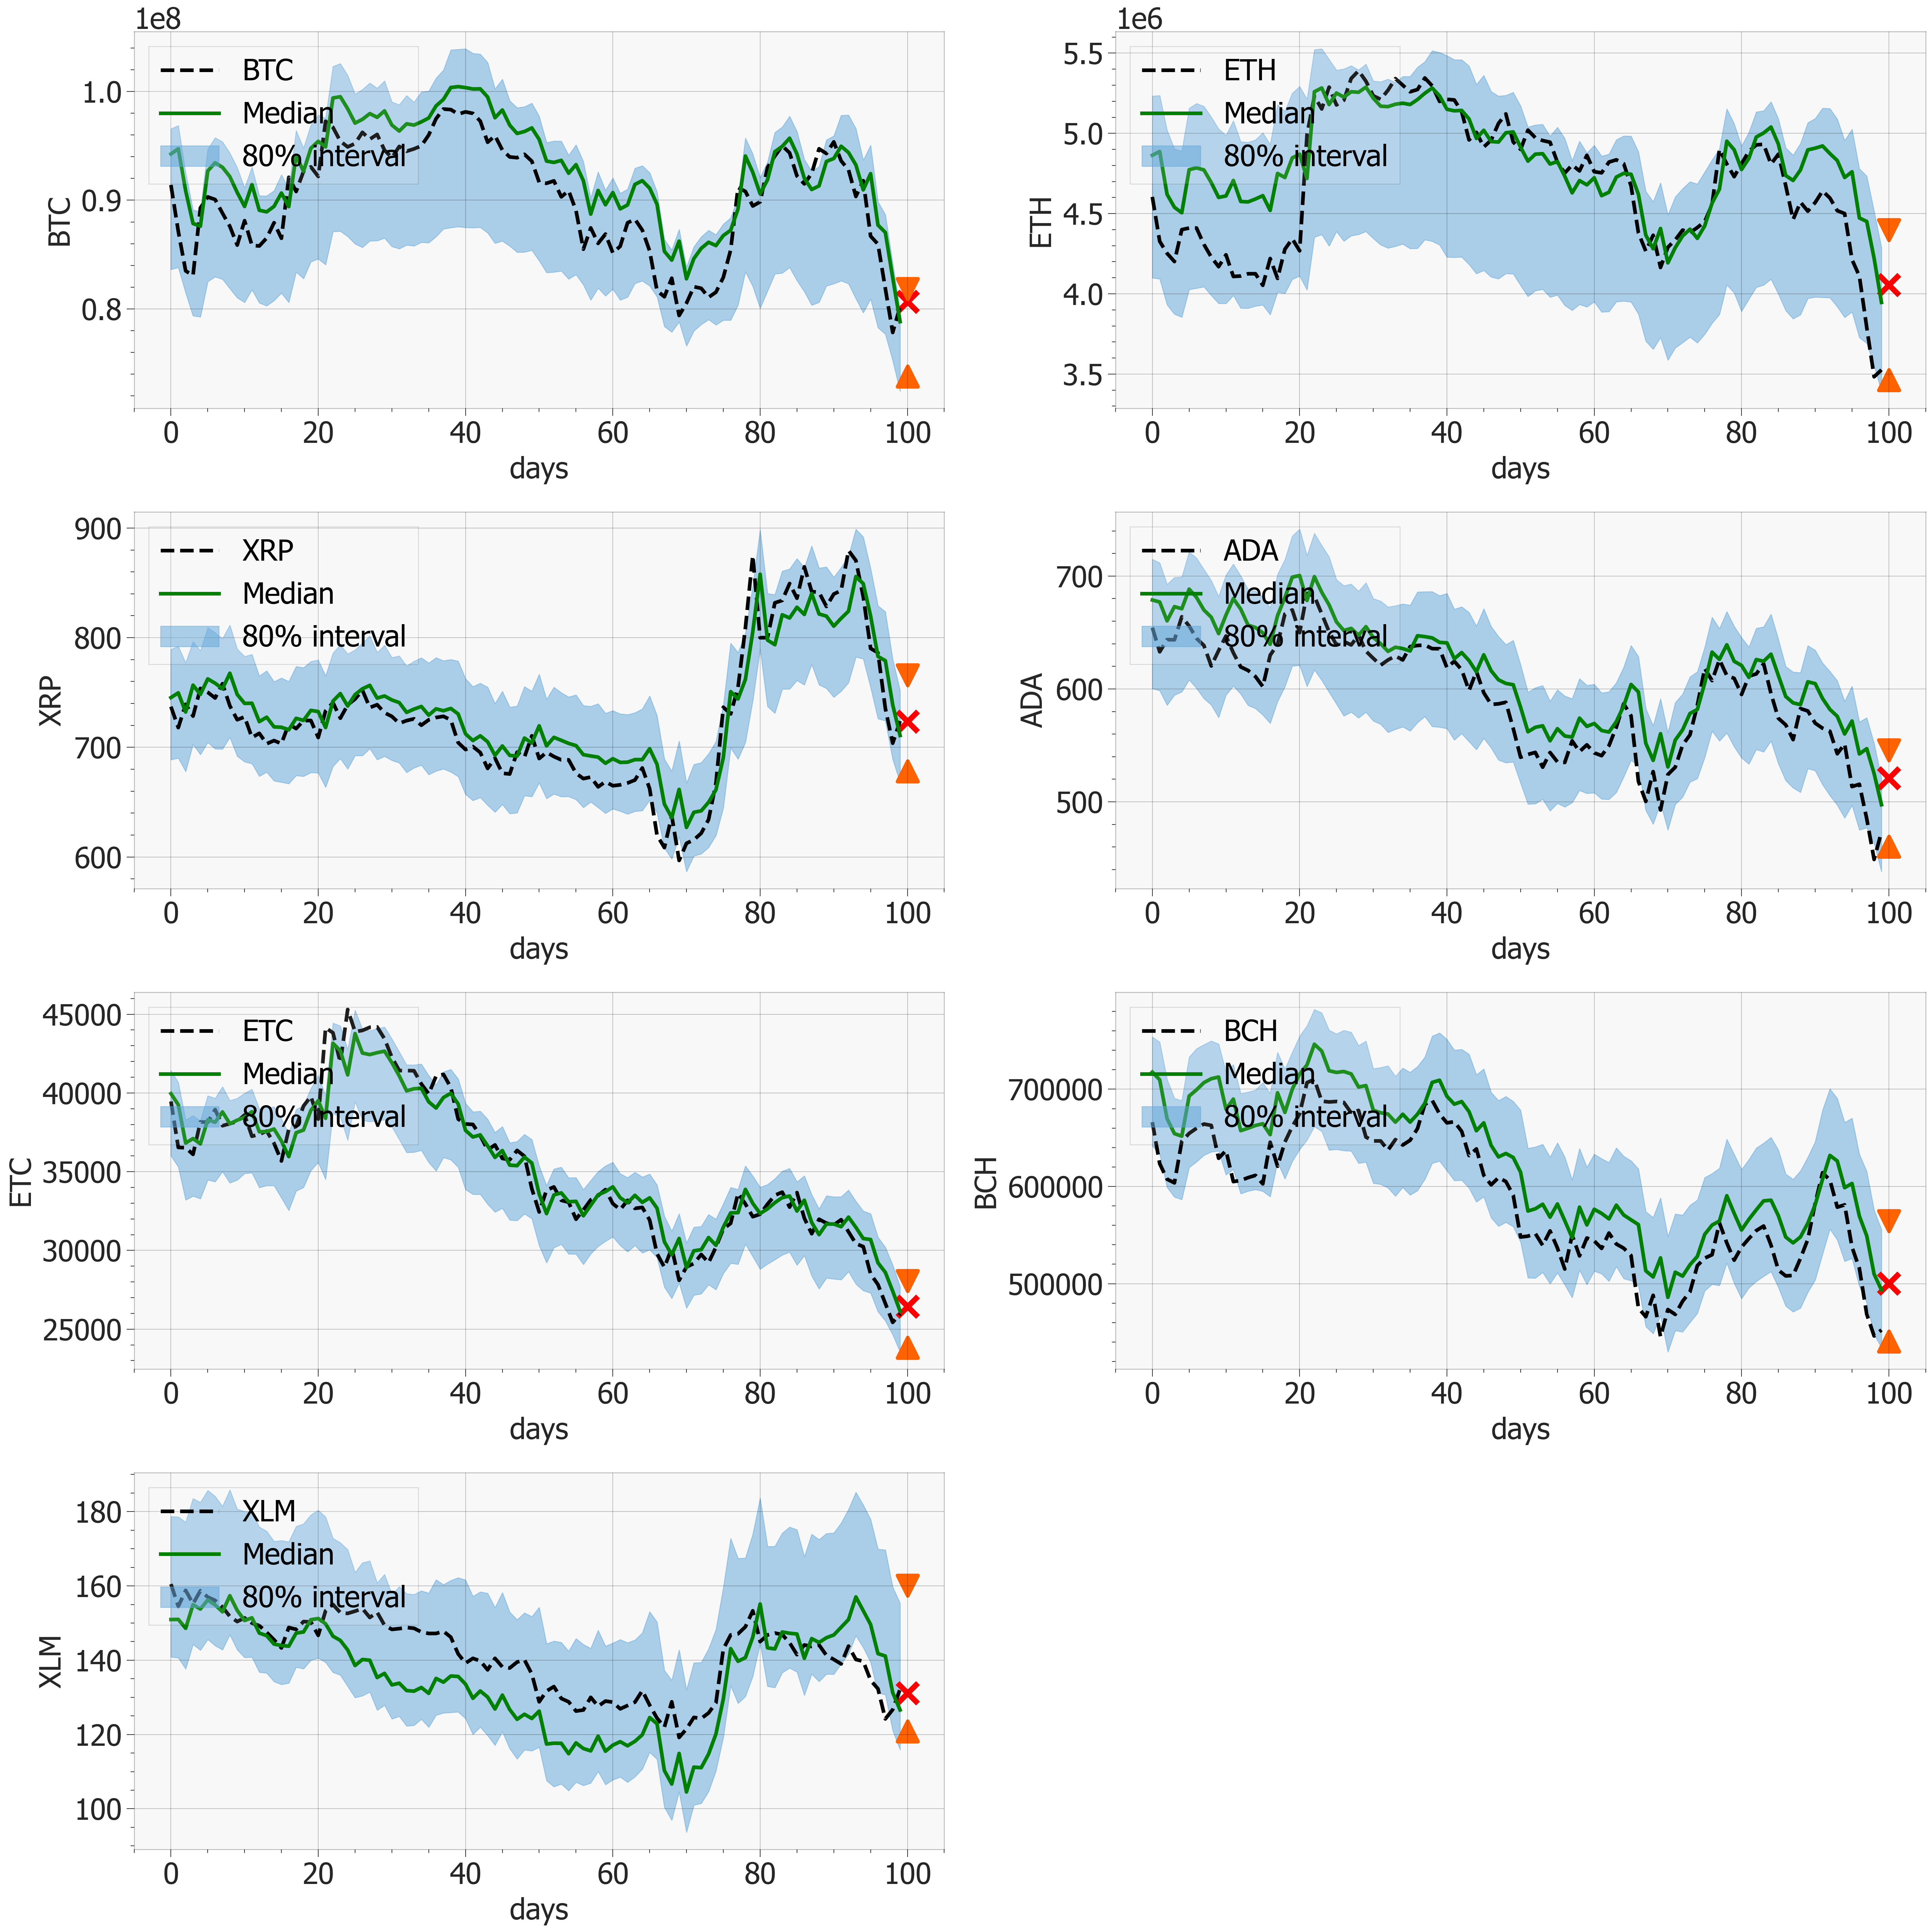 1e8
BTC
Median
80% interval
1.0
0.9
0.8
BTC
0 20 40 60 80 100
days
1e6
ETH
Median
80% interval
5.5
5.0
4.5
4.0
3.5
ETH
0 20 40 60 80 100
days
XRP
Median
80% interval
900
800
700
600
XRP
0 20 40 60 80 100
days
ADA
Median
80% interval
700
600
500
ADA
0 20 40 60 80 100
days
ETC
Median
80% interval
45000
40000
35000
30000
25000
ETC
0 20 40 60 80 100
days
BCH
Median
80% interval
700000
600000
500000
BCH
0 20 40 60 80 100
days
XLM
Median
80% interval
180
160
140
120
100
XLM
0 20 40 60 80 100
days